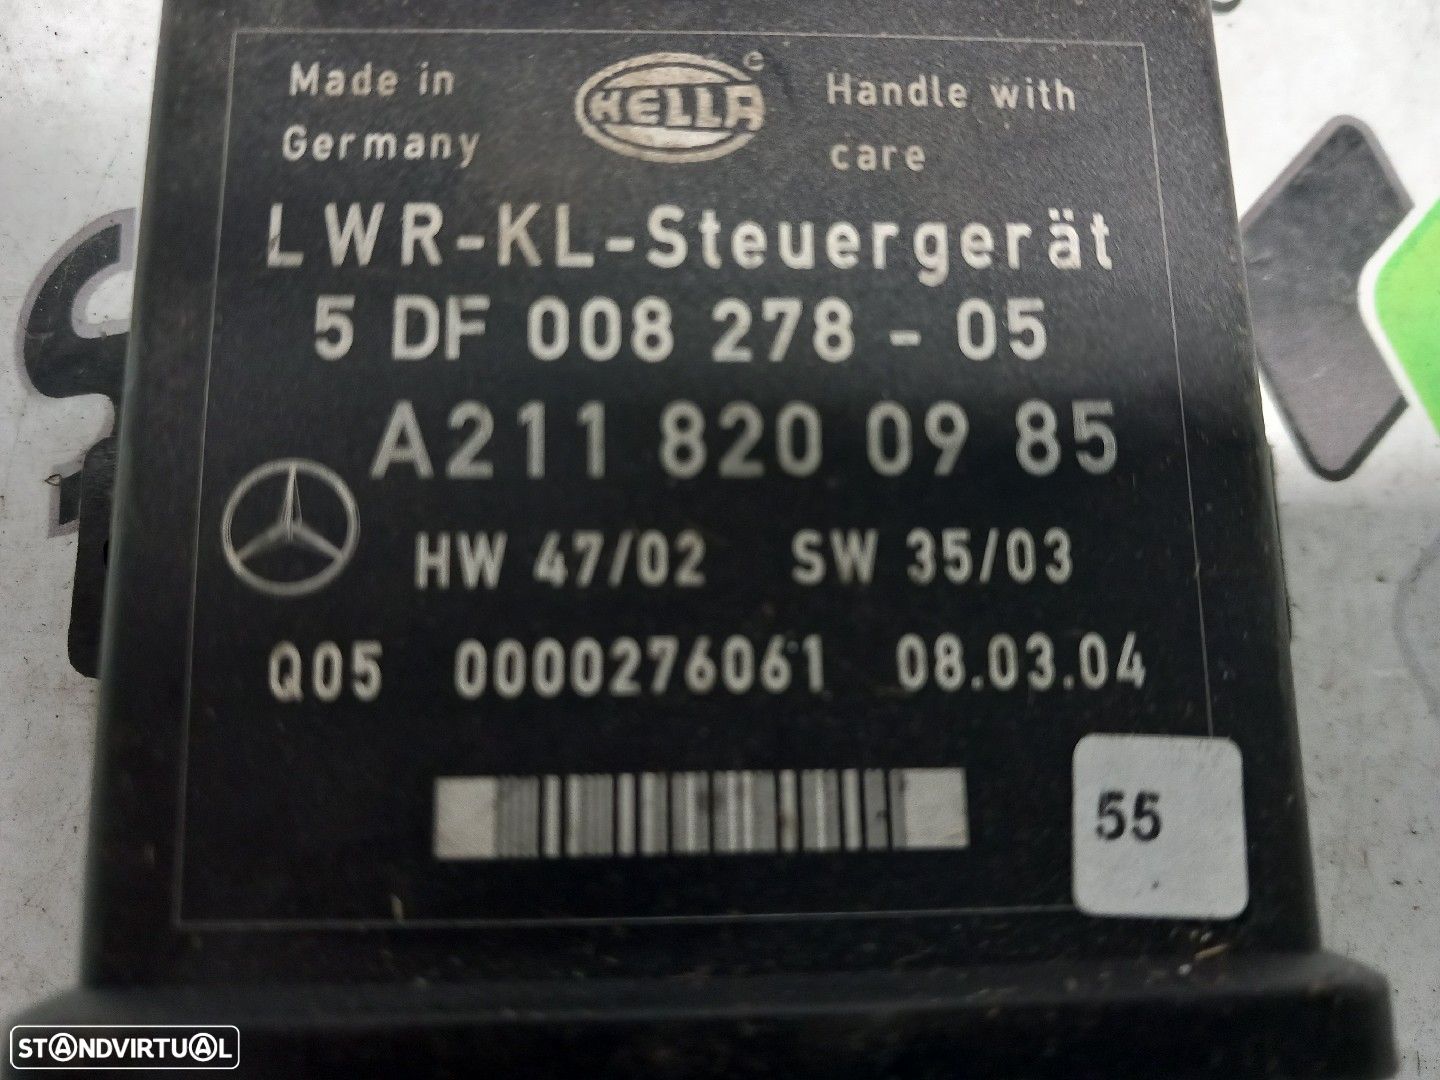 Made in
Germany
HELLA
Handle with
care
LWR-KL-Steuergerät
5 DF 008 278 - 05
A211 820 09 85
HW 47/02 SW 35/03
Q05 0000276061 08.03.04
55
STANDVIRTUAL